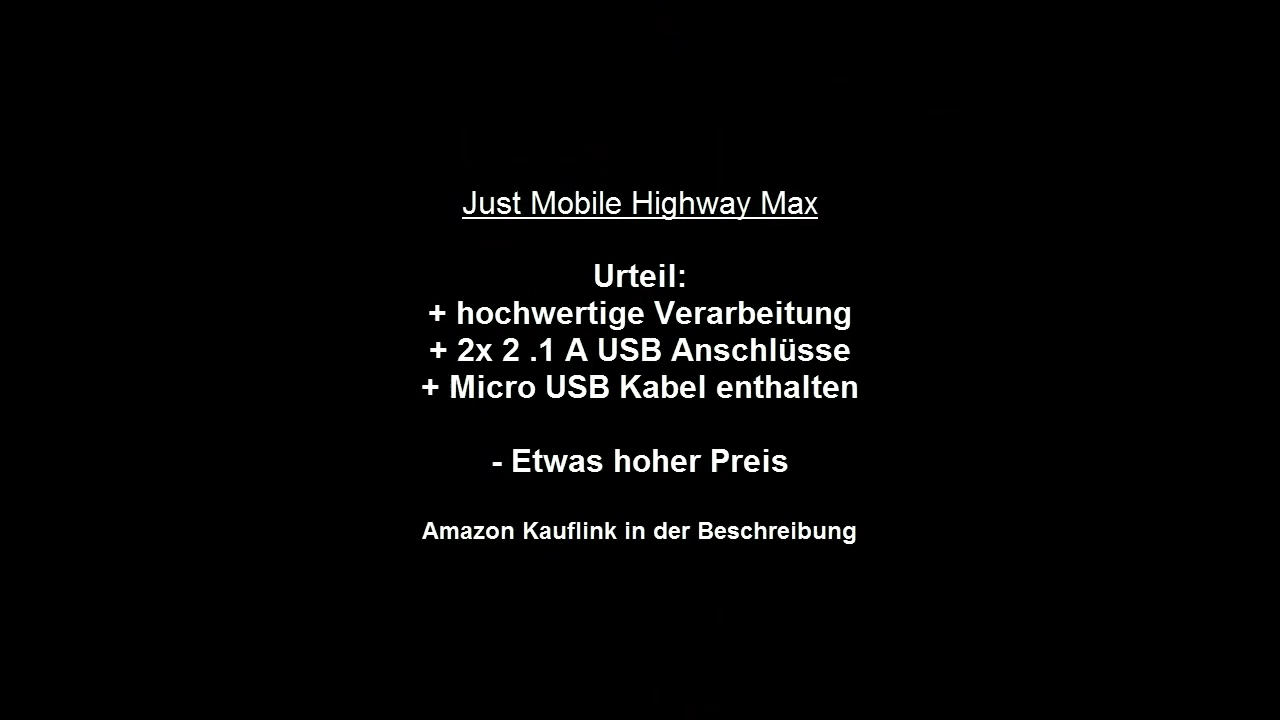 Just Mobile Highway Max
Urteil:
+ hochwertige Verarbeitung
+ 2x 2 .1 A USB Anschlüsse
+ Micro USB Kabel enthalten
- Etwas hoher Preis
Amazon Kauflink in der Beschreibung